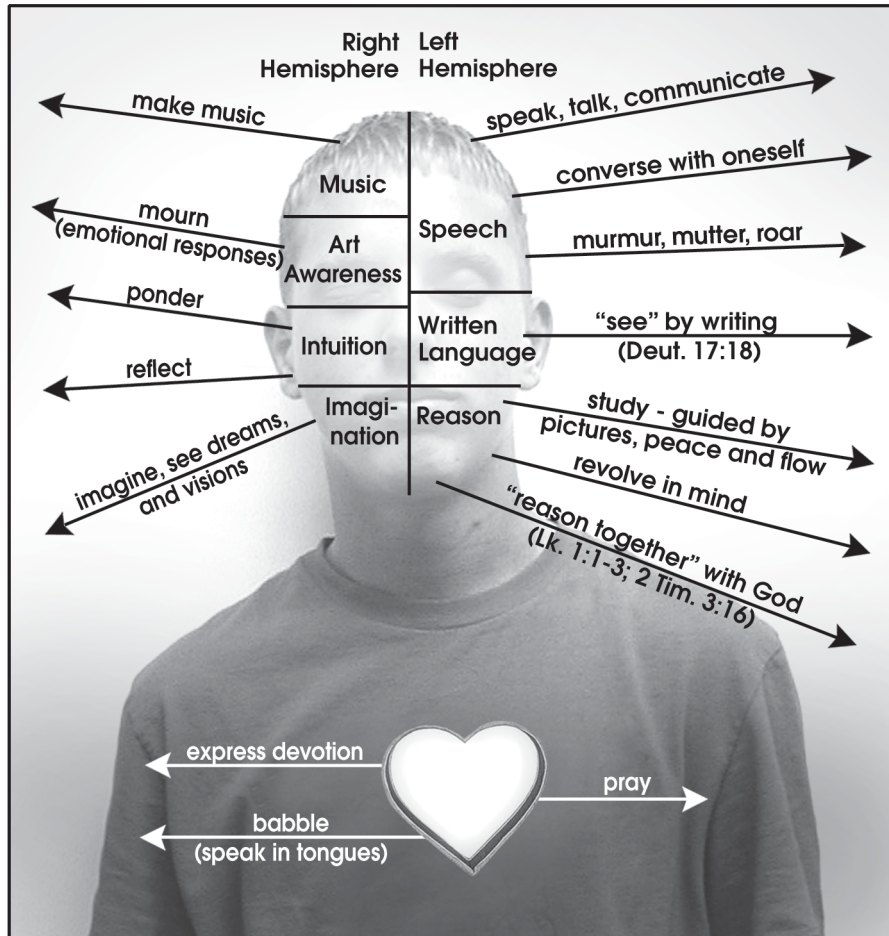 Right
Hemisphere
Left
Hemisphere
make music
mourn
(emotional responses)
ponder
reflect
imagine, see dreams,
and visions
Music
Art
Awareness
Intuition
Imagi-
nation
Speech
Written
Language
Reason
speak, talk, communicate
converse with oneself
murmur, mutter, roar
“see” by writing
(Deut. 17:18)
study - guided by
pictures, peace and flow
revolve in mind
“reason together” with God
(Lk. 1:1-3; 2 Tim. 3:16)
express devotion
babble
(speak in tongues)
pray